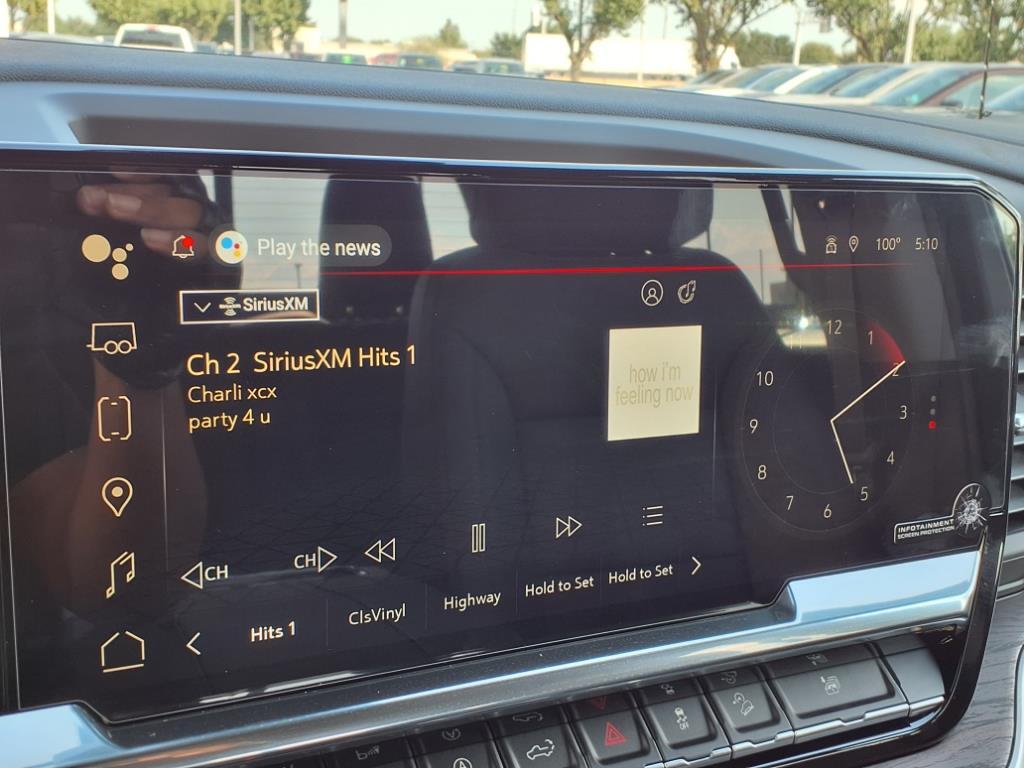 Play the news
100° 5:10
SiriusXM
Ch 2 SiriusXM Hits 1
Charli xcx
party 4 u
how i'm
feeling now
12
11
1
10
9
3
8
4
7
6
5
INFOTAINMENT
SCREEN PROTECTION
CH
CH
Hits 1
ClsVinyl
Highway
Hold to Set
Hold to Set